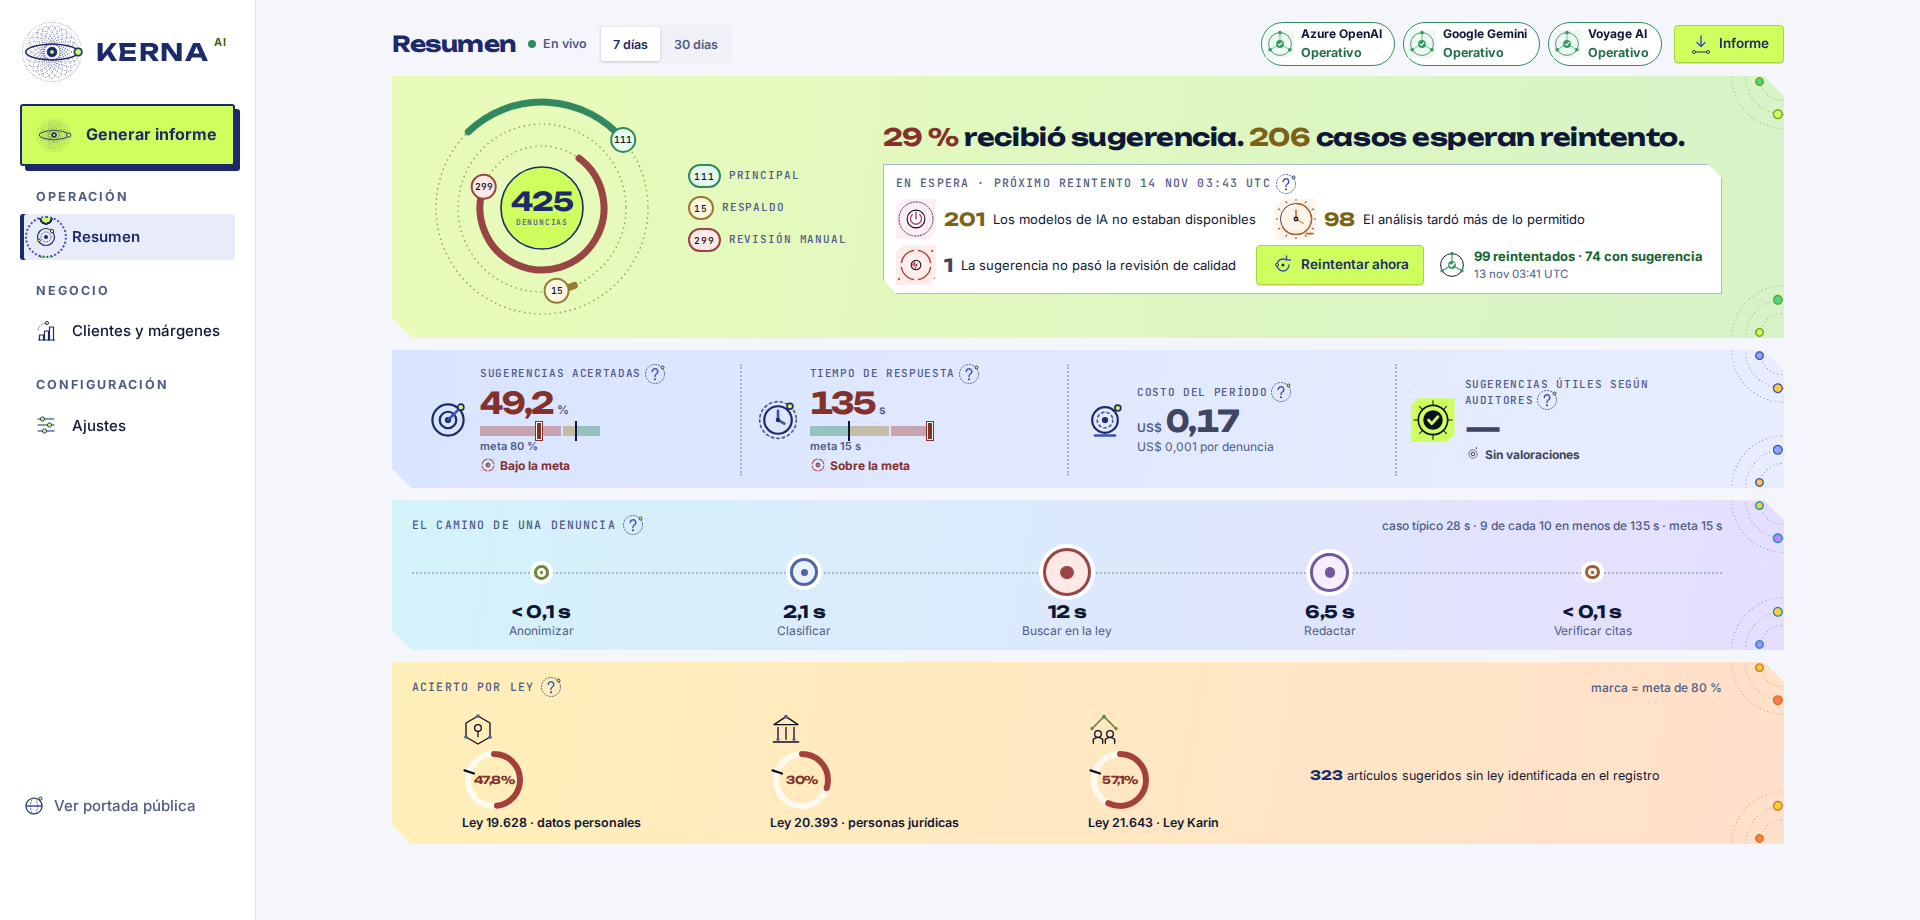 KERNA AI
Generar informe
OPERACIÓN
Resumen
NEGOCIO
Clientes y márgenes
CONFIGURACIÓN
Ajustes
Ver portada pública
Resumen
En vivo
7 días
30 días
Azure OpenAI
Operativo
Google Gemini
Operativo
Voyage AI
Operativo
Informe
111
299
425
DENUNCIAS
15
111 PRINCIPAL
15 RESPALDO
299 REVISIÓN MANUAL
29 % recibió sugerencia. 206 casos esperan reintento.
EN ESPERA · PRÓXIMO REINTENTO 14 NOV 03:43 UTC ?
201 Los modelos de IA no estaban disponibles
98 El análisis tardó más de lo permitido
1 La sugerencia no pasó la revisión de calidad
Reintentar ahora
99 reintentados · 74 con sugerencia
13 nov 03:41 UTC
SUGERENCIAS ACERTADAS ?
49,2 %
meta 80 %
Bajo la meta
TIEMPO DE RESPUESTA ?
135 s
meta 15 s
Sobre la meta
COSTO DEL PERÍODO ?
US$ 0,17
US$ 0,001 por denuncia
SUGERENCIAS ÚTILES SEGÚN
AUDITORES ?
—
Sin valoraciones
EL CAMINO DE UNA DENUNCIA ?
caso típico 28 s · 9 de cada 10 en menos de 135 s · meta 15 s
< 0,1 s
Anonimizar
2,1 s
Clasificar
12 s
Buscar en la ley
6,5 s
Redactar
< 0,1 s
Verificar citas
ACIERTO POR LEY ?
marca = meta de 80 %
47,8%
Ley 19.628 · datos personales
30%
Ley 20.393 · personas jurídicas
57,1%
Ley 21.643 · Ley Karin
323 artículos sugeridos sin ley identificada en el registro